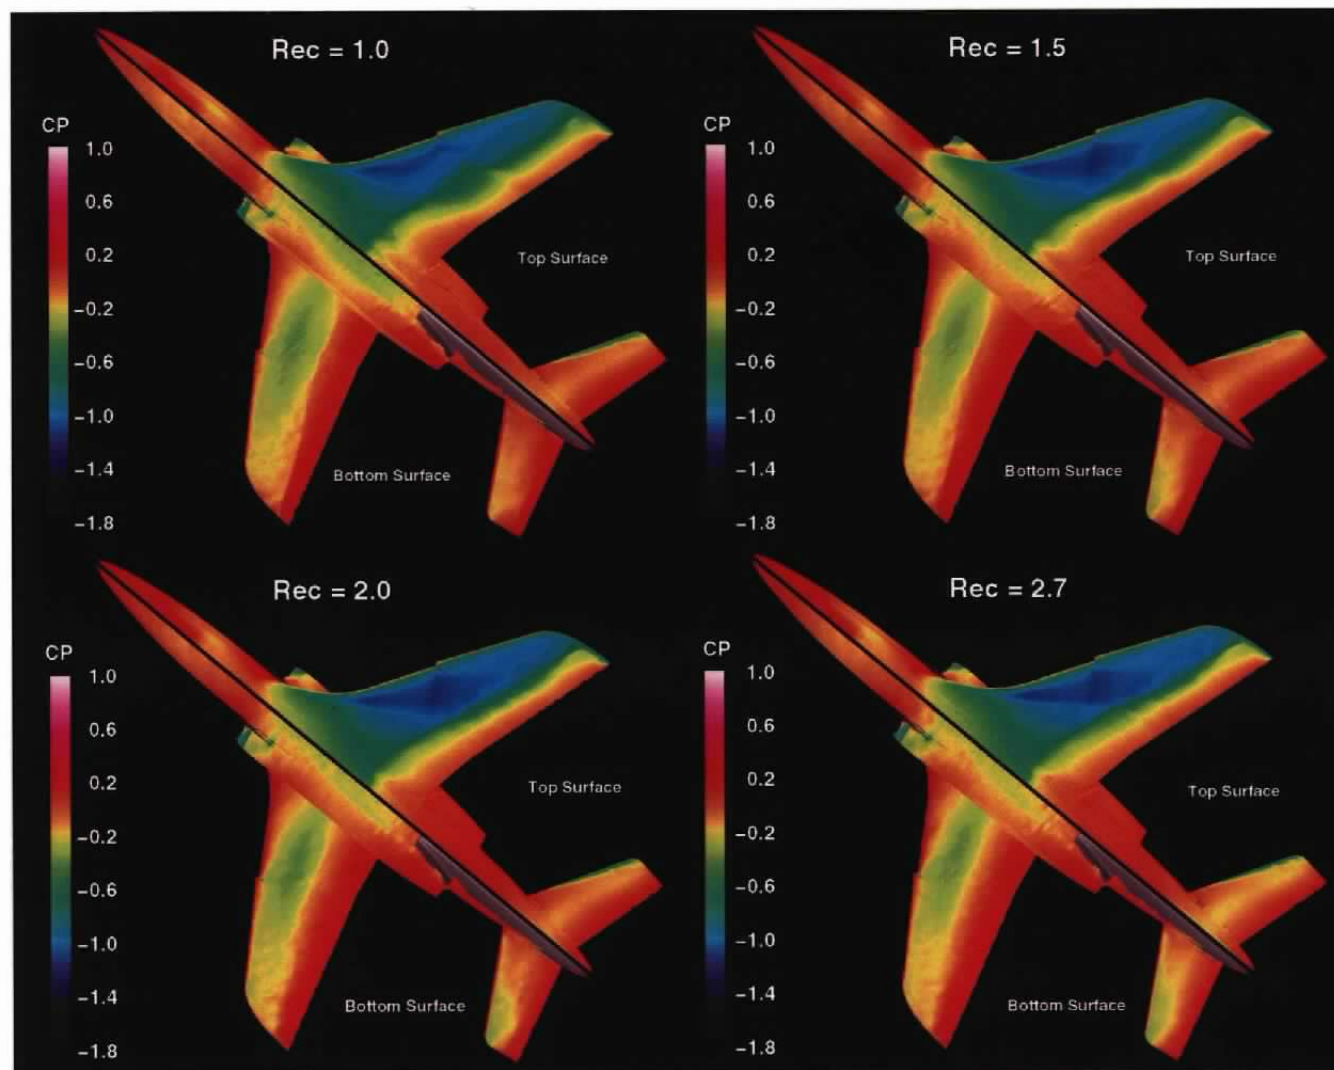 Rec = 1.0
CP
1.0
0.6
0.2
−0.2
−0.6
−1.0
−1.4
−1.8
Top Surface
Bottom Surface
Rec = 1.5
CP
1.0
0.6
0.2
−0.2
−0.6
−1.0
−1.4
−1.8
Top Surface
Bottom Surface
Rec = 2.0
CP
1.0
0.6
0.2
−0.2
−0.6
−1.0
−1.4
−1.8
Top Surface
Bottom Surface
Rec = 2.7
CP
1.0
0.6
0.2
−0.2
−0.6
−1.0
−1.4
−1.8
Top Surface
Bottom Surface